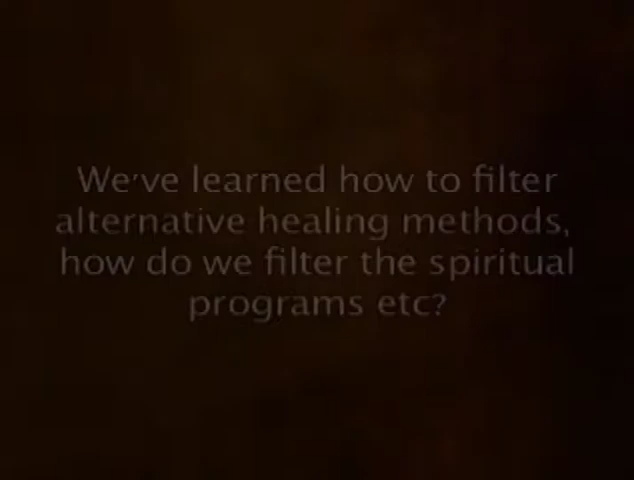 We've learned how to filter
alternative healing methods,
how do we filter the spiritual
programs etc?